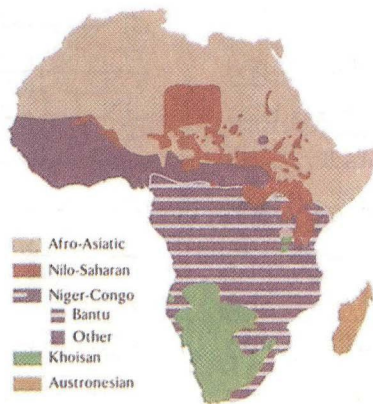 Afro-Asiatic
Nilo-Saharan
Niger-Congo
Bantu
Other
Khoisan
Austronesian